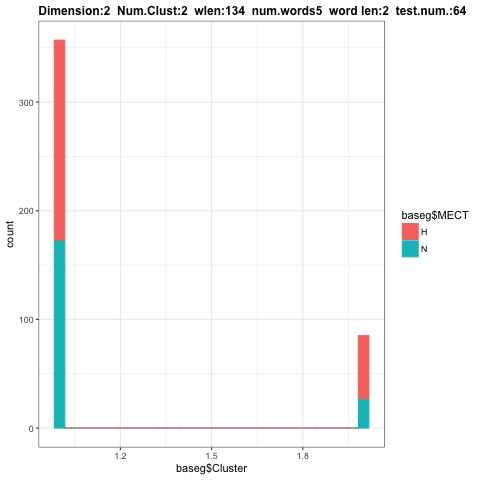 Dimension:2  Num.Clust:2  wlen:134  num.words5  word len:2  test.num.:64
300
200
100
0
count
1.2
1.5
1.8
baseg$Cluster
baseg$MECT
H
N